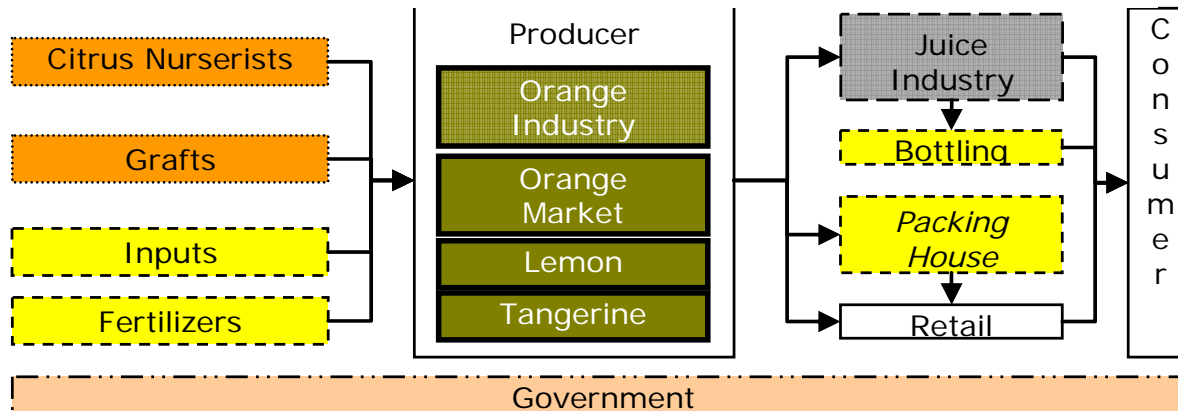 Citrus Nurserists
Grafts
Inputs
Fertilizers
Producer
Orange
Industry
Orange
Market
Lemon
Tangerine
Juice
Industry
Bottling
Packing
House
Retail
Consumer
Government